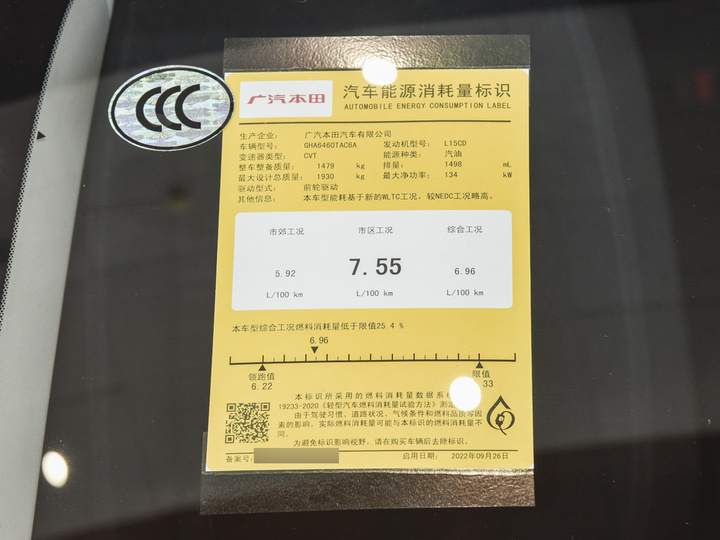 CCC
广汽本田
汽车能源消耗量标识
AUTOMOBILE ENERGY CONSUMPTION LABEL
生产企业: 广汽本田汽车有限公司
车辆型号: GHA6460TAC6A 发动机型号: L15CD
变速器类型: CVT 能源种类: 汽油
整车整备质量: 1479 kg 排量: 1498 mL
最大设计总质量: 1930 kg 最大净功率: 134 kW
驱动型式: 前轮驱动
其他信息: 本车型能耗基于新的WLTC工况，较NEDC工况略高。
市郊工况 市区工况 综合工况
5.92 7.55 6.96
L/100 km L/100 km L/100 km
本车型综合工况燃料消耗量低于限值25.4 %
6.96
领跑值 限值
6.22 33
本标识所采用的燃料消耗量数据系
19233-2020《轻型汽车燃料消耗量试验方法》测定
由于驾驶习惯、道路状况、气候条件和燃料品质等因
素的影响，实际燃料消耗量可能与本标识的燃料消耗量不
同。
为避免标识影响视野，请在购买车辆后去除标识。
备案号: 启用日期: 2022年09月26日